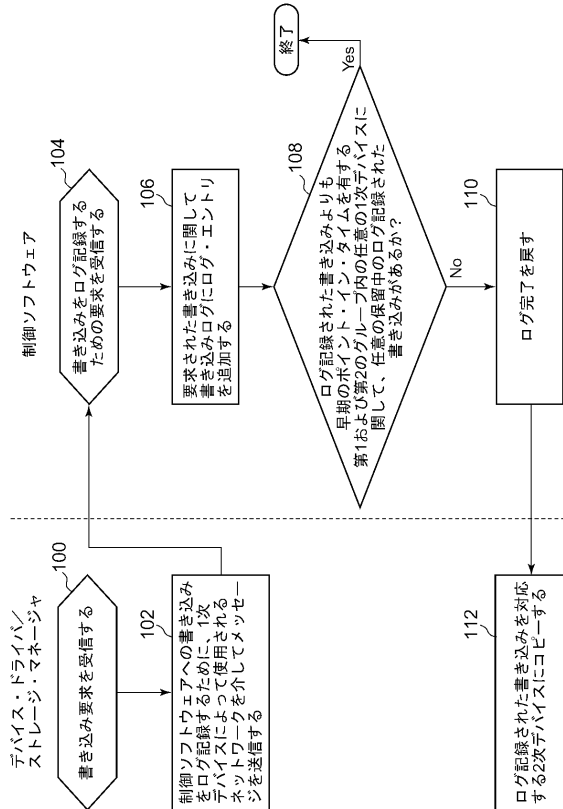 デバイス・ドライバ/
ストレージ・マネージャ
100
書き込み要求を受信する
102
制御ソフトウェアへの書き込み
をログ記録するために、1次
デバイスによって使用される
ネットワークを介してメッセー
ジを送信する
制御ソフトウェア
104
書き込みをログ記録する
ための要求を受信する
106
要求された書き込みに関して
書き込みログにログ・エントリ
を追加する
108
ログ記録された書き込みよりも
早期のポイント・イン・タイムを有する
第1および第2のグループ内の任意の1次デバイスに
関して、任意の保留中のログ記録された
書き込みがあるか?
Yes
終了
No
110
ログ完了を戻す
112
ログ記録された書き込みを対応
する2次デバイスにコピーする